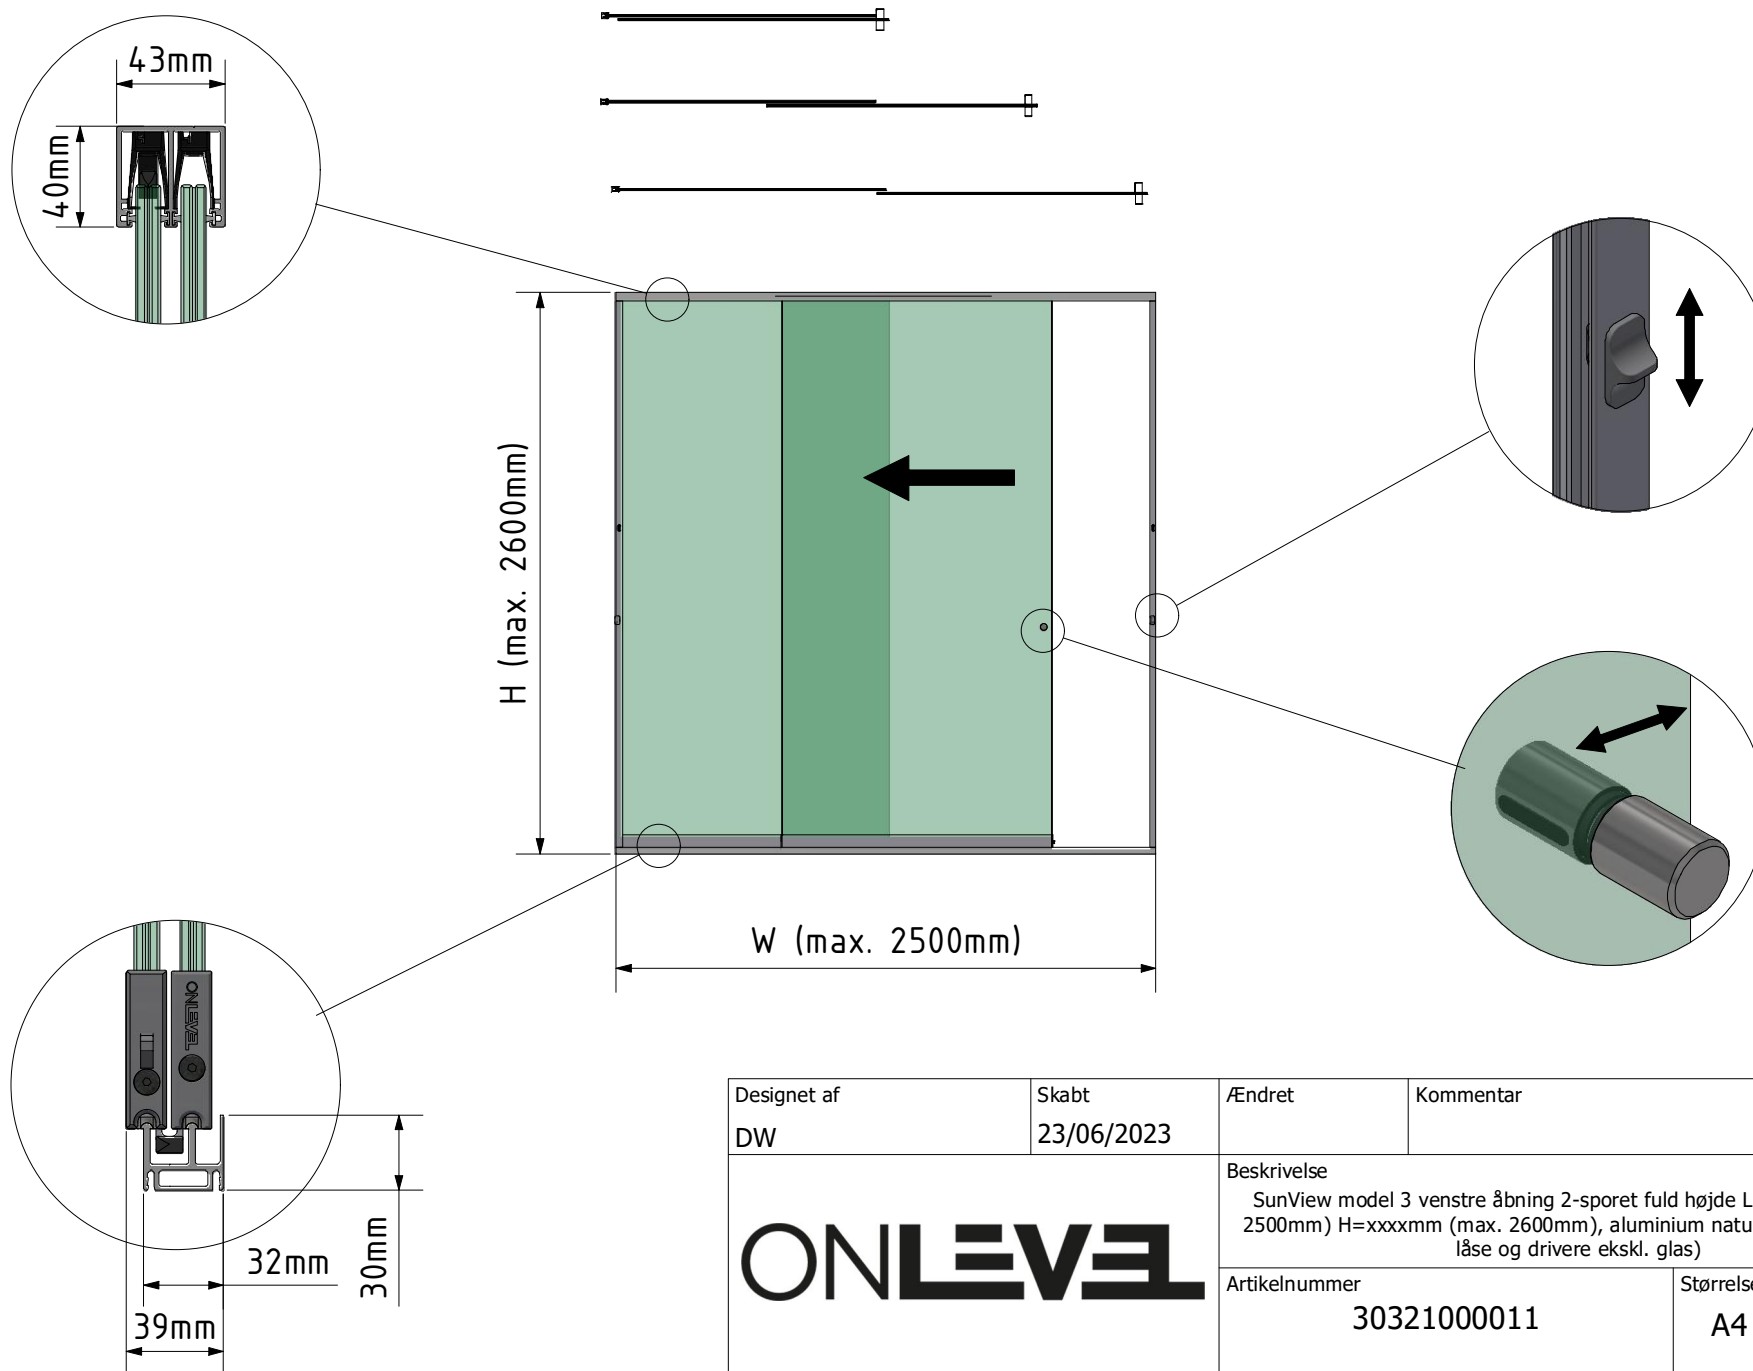 43mm
40mm
H (max. 2600mm)
W (max. 2500mm)
ONLEVEL
30mm
32mm
39mm
Designet af
DW
Skabt
23/06/2023
Ændret
Kommentar
ONLEVEL
Beskrivelse
SunView model 3 venstre åbning 2-sporet fuld højde L
2500mm) H=xxxxmm (max. 2600mm), aluminium natu
låse og drivere ekskl. glas)
Artikelnummer
30321000011
Størrelse
A4